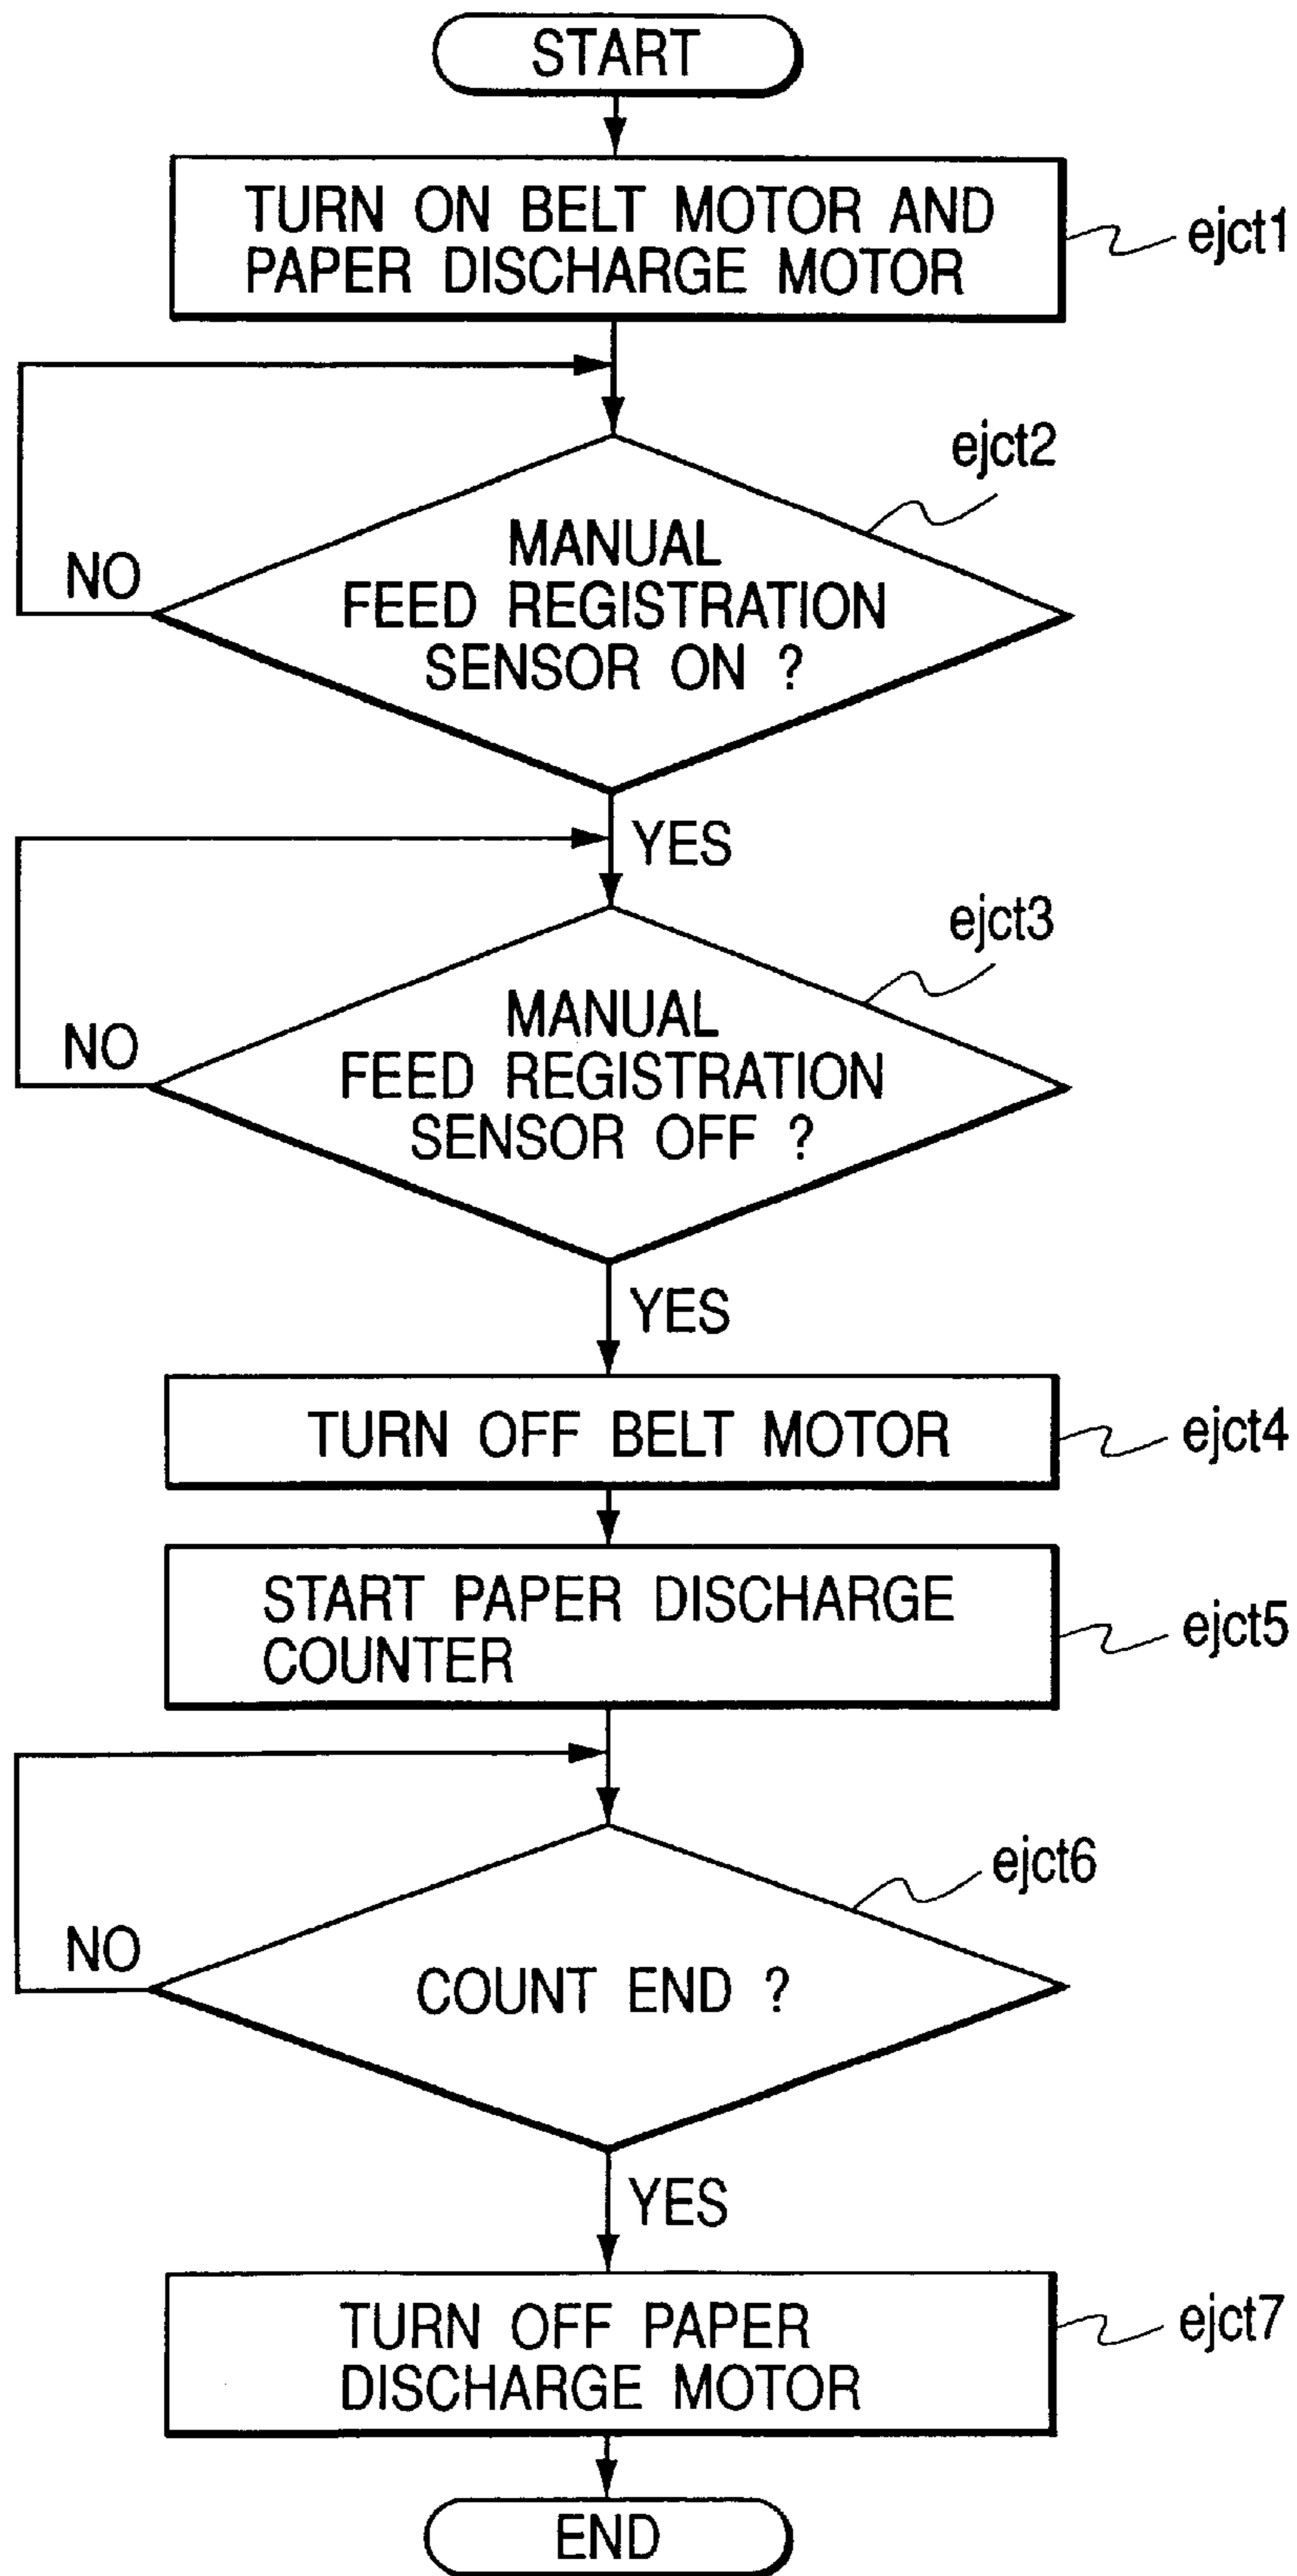 START
TURN ON BELT MOTOR AND
PAPER DISCHARGE MOTOR
ejct1
ejct2
MANUAL
FEED REGISTRATION
SENSOR ON ?
NO
YES
ejct3
MANUAL
FEED REGISTRATION
SENSOR OFF ?
NO
YES
TURN OFF BELT MOTOR
ejct4
START PAPER DISCHARGE
COUNTER
ejct5
ejct6
NO
COUNT END ?
YES
TURN OFF PAPER
DISCHARGE MOTOR
ejct7
END